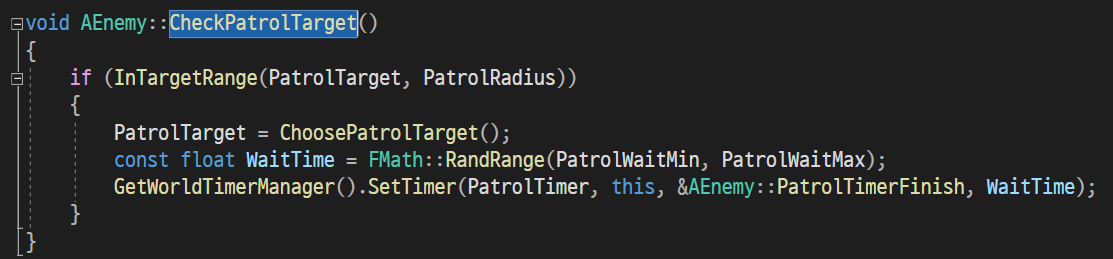 void AEnemy::CheckPatrolTarget()
{
    if (InTargetRange(PatrolTarget, PatrolRadius))
    {
        PatrolTarget = ChoosePatrolTarget();
        const float WaitTime = FMath::RandRange(PatrolWaitMin, PatrolWaitMax);
        GetWorldTimerManager().SetTimer(PatrolTimer, this, &AEnemy::PatrolTimerFinish, WaitTime);
    }
}